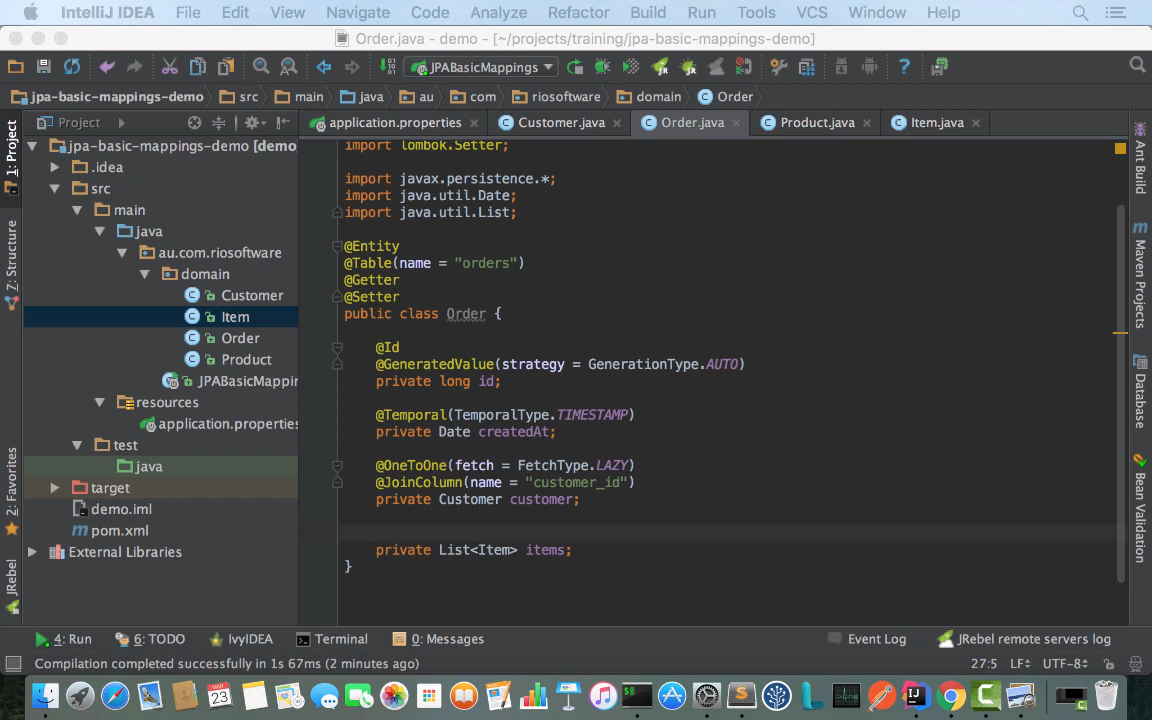 IntelliJ IDEA File Edit View Navigate Code Analyze Refactor Build Run Tools VCS Window Help
Order.java - demo - [~/projects/training/jpa-basic-mappings-demo]
JPABasicMappings
jpa-basic-mappings-demo src main java au com riosoftware domain Order
Project
application.properties Customer.java Order.java Product.java Item.java
1: Project
Z: Structure
2: Favorites
JRebel
jpa-basic-mappings-demo [demo
.idea
src
main
java
au.com.riosoftware
domain
Customer
Item
Order
Product
JPABasicMappin
resources
application.properties
test
java
target
demo.iml
pom.xml
External Libraries
import lombok.Setter;
import javax.persistence.*;
import java.util.Date;
import java.util.List;
@Entity
@Table(name = "orders")
@Getter
@Setter
public class Order {
@Id
@GeneratedValue(strategy = GenerationType.AUTO)
private long id;
@Temporal(TemporalType.TIMESTAMP)
private Date createdAt;
@OneToOne(fetch = FetchType.LAZY)
@JoinColumn(name = "customer_id")
private Customer customer;
private List<Item> items;
}
Ant Build
Maven Projects
Database
Bean Validation
4: Run 6: TODO IvyIDEA Terminal 0: Messages Event Log JRebel remote servers log
Compilation completed successfully in 1s 67ms (2 minutes ago) 27:5 LF UTF-8
23